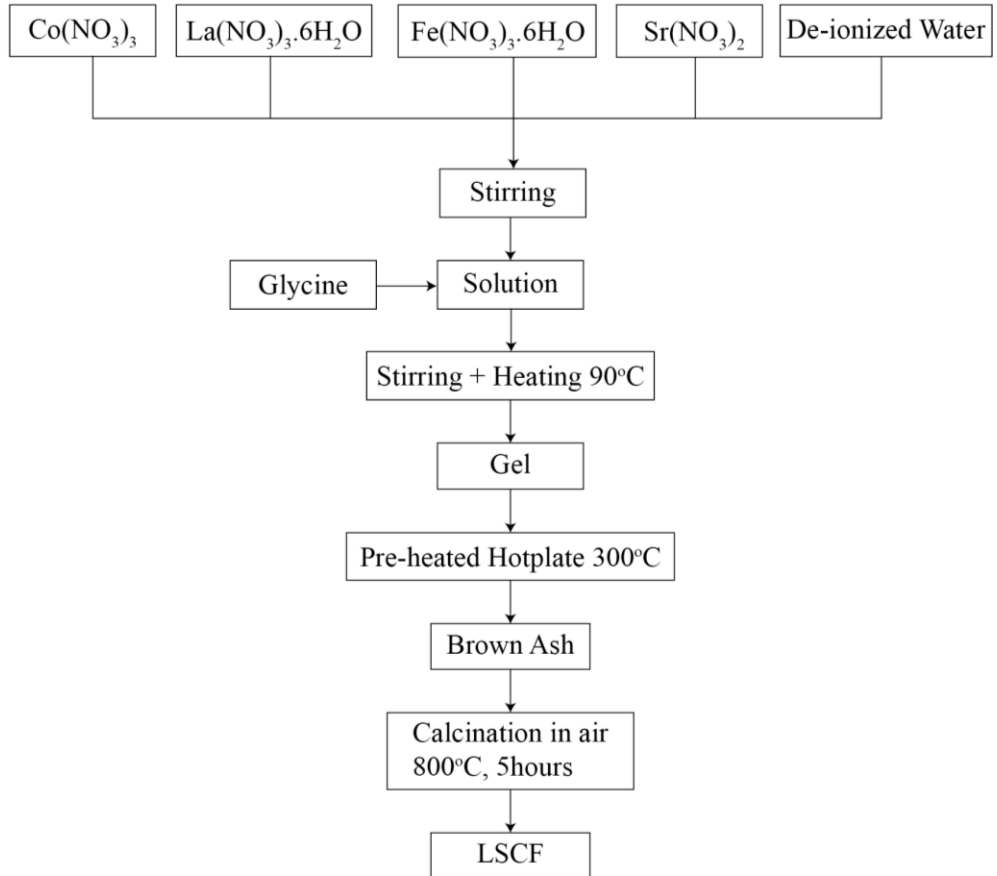 Co(NO₃)₃
La(NO₃)₃.6H₂O
Fe(NO₃)₃.6H₂O
Sr(NO₃)₂
De-ionized Water
Stirring
Glycine
Solution
Stirring + Heating 90°C
Gel
Pre-heated Hotplate 300°C
Brown Ash
Calcination in air
800°C, 5hours
LSCF